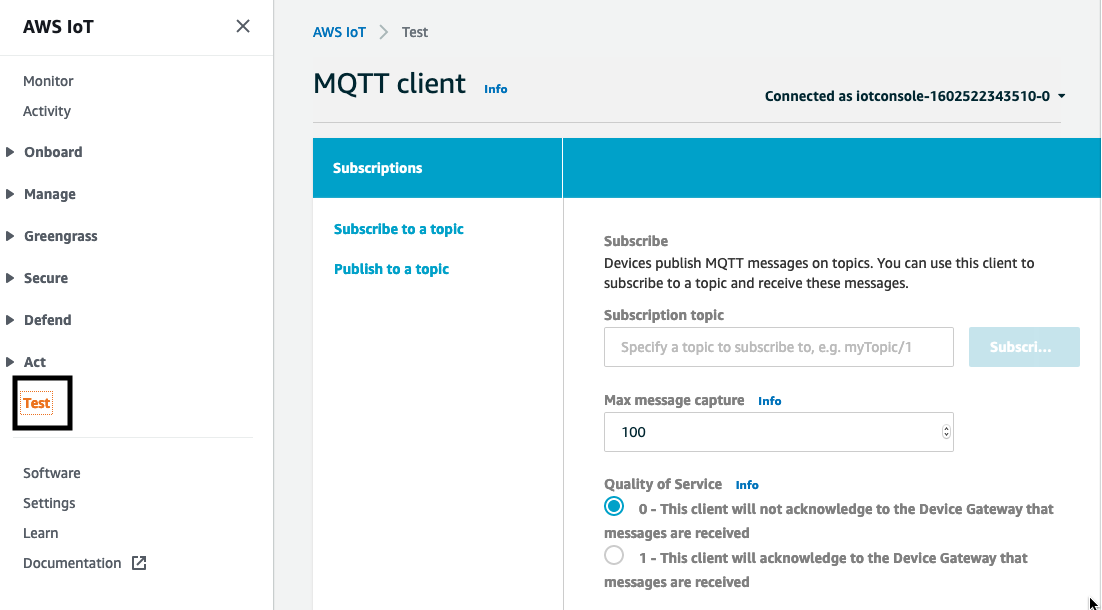 AWS IoT
Monitor
Activity
Onboard
Manage
Greengrass
Secure
Defend
Act
Test
Software
Settings
Learn
Documentation
AWS IoT > Test
MQTT client Info
Connected as iotconsole-1602522343510-0
Subscriptions
Subscribe to a topic
Publish to a topic
Subscribe
Devices publish MQTT messages on topics. You can use this client to
subscribe to a topic and receive these messages.
Subscription topic
Specify a topic to subscribe to, e.g. myTopic/1 Subscri...
Max message capture Info
100
Quality of Service Info
0 - This client will not acknowledge to the Device Gateway that
messages are received
1 - This client will acknowledge to the Device Gateway that
messages are received